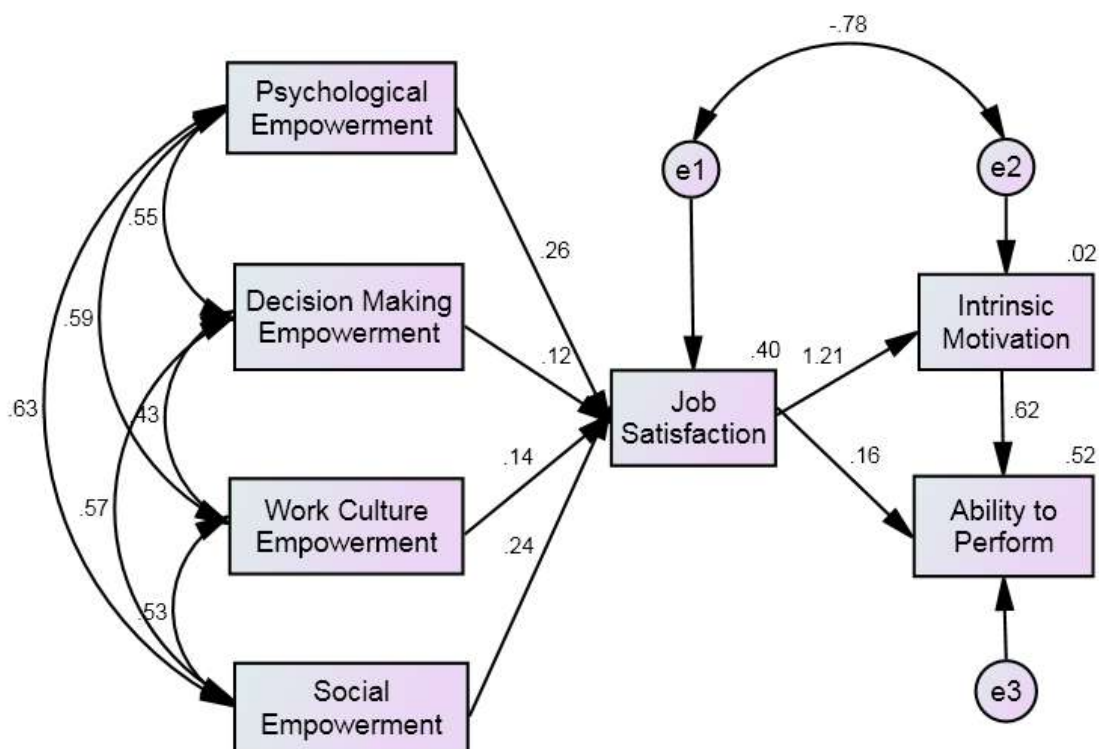 -.78
Psychological
Empowerment
e1
e2
.55
.26
.02
Decision Making
Empowerment
Intrinsic
Motivation
.59
.12
.40
1.21
.63
.43
Job
Satisfaction
.62
.14
.16
.52
.57
Work Culture
Empowerment
.24
Ability to
Perform
.53
Social
Empowerment
e3